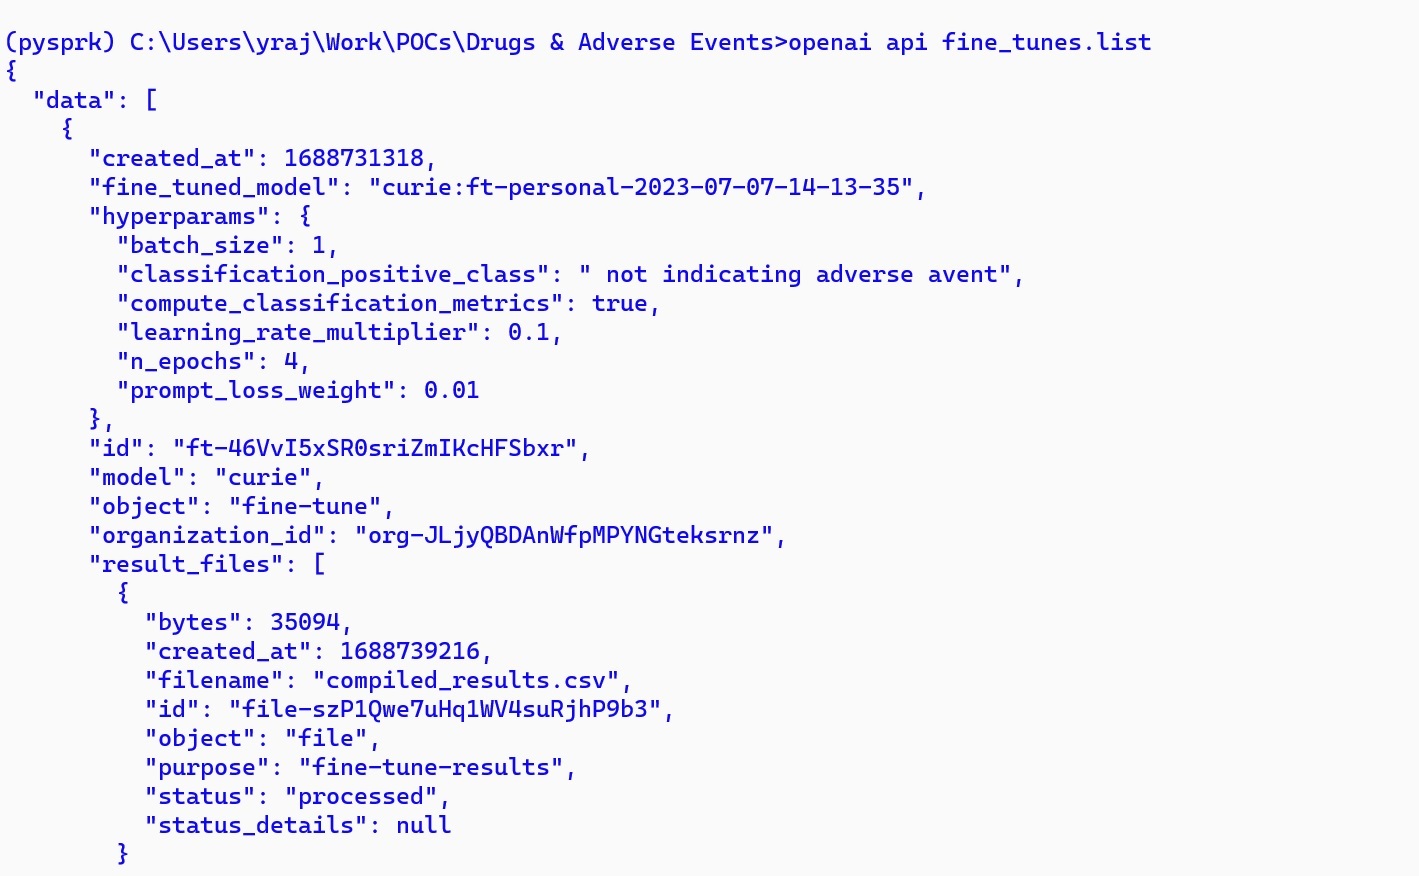 (pysprk) C:\Users\yraj\Work\POCs\Drugs & Adverse Events>openai api fine_tunes.list
{
  "data": [
    {
      "created_at": 1688731318,
      "fine_tuned_model": "curie:ft-personal-2023-07-07-14-13-35",
      "hyperparams": {
        "batch_size": 1,
        "classification_positive_class": " not indicating adverse avent",
        "compute_classification_metrics": true,
        "learning_rate_multiplier": 0.1,
        "n_epochs": 4,
        "prompt_loss_weight": 0.01
      },
      "id": "ft-46VvI5xSR0sriZmIKcHFSbxr",
      "model": "curie",
      "object": "fine-tune",
      "organization_id": "org-JLjyQBDAnWfpMPYNGteksrnz",
      "result_files": [
        {
          "bytes": 35094,
          "created_at": 1688739216,
          "filename": "compiled_results.csv",
          "id": "file-szP1Qwe7uHq1WV4suRjhP9b3",
          "object": "file",
          "purpose": "fine-tune-results",
          "status": "processed",
          "status_details": null
        }